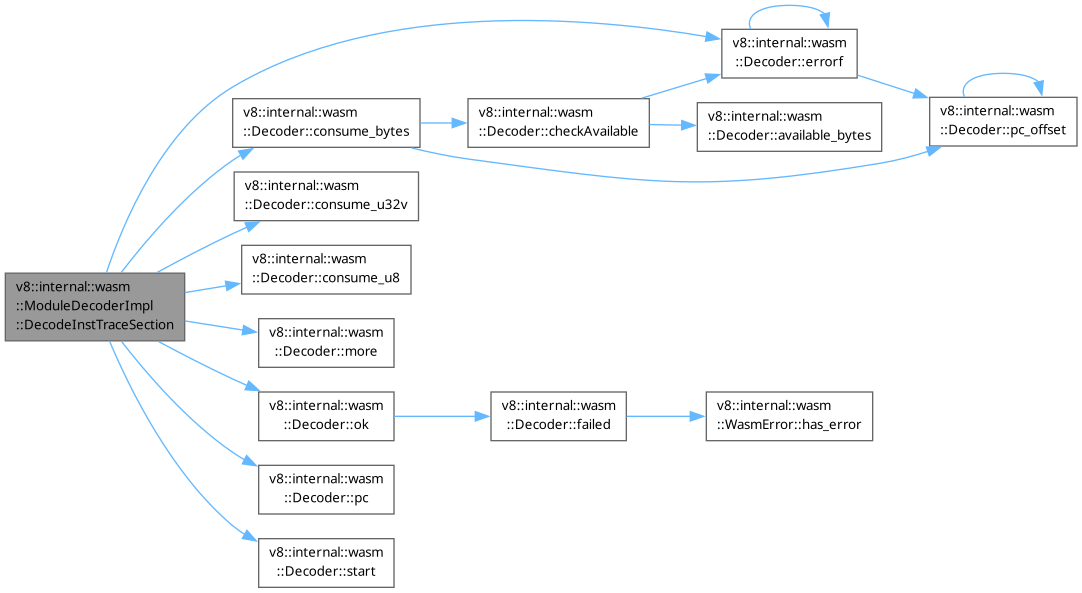 v8::internal::wasm
::Decoder::errorf
v8::internal::wasm
::Decoder::pc_offset
v8::internal::wasm
::Decoder::consume_bytes
v8::internal::wasm
::Decoder::checkAvailable
v8::internal::wasm
::Decoder::available_bytes
v8::internal::wasm
::Decoder::consume_u32v
v8::internal::wasm
::Decoder::consume_u8
v8::internal::wasm
::ModuleDecoderImpl
::DecodeInstTraceSection
v8::internal::wasm
::Decoder::more
v8::internal::wasm
::Decoder::ok
v8::internal::wasm
::Decoder::failed
v8::internal::wasm
::WasmError::has_error
v8::internal::wasm
::Decoder::pc
v8::internal::wasm
::Decoder::start